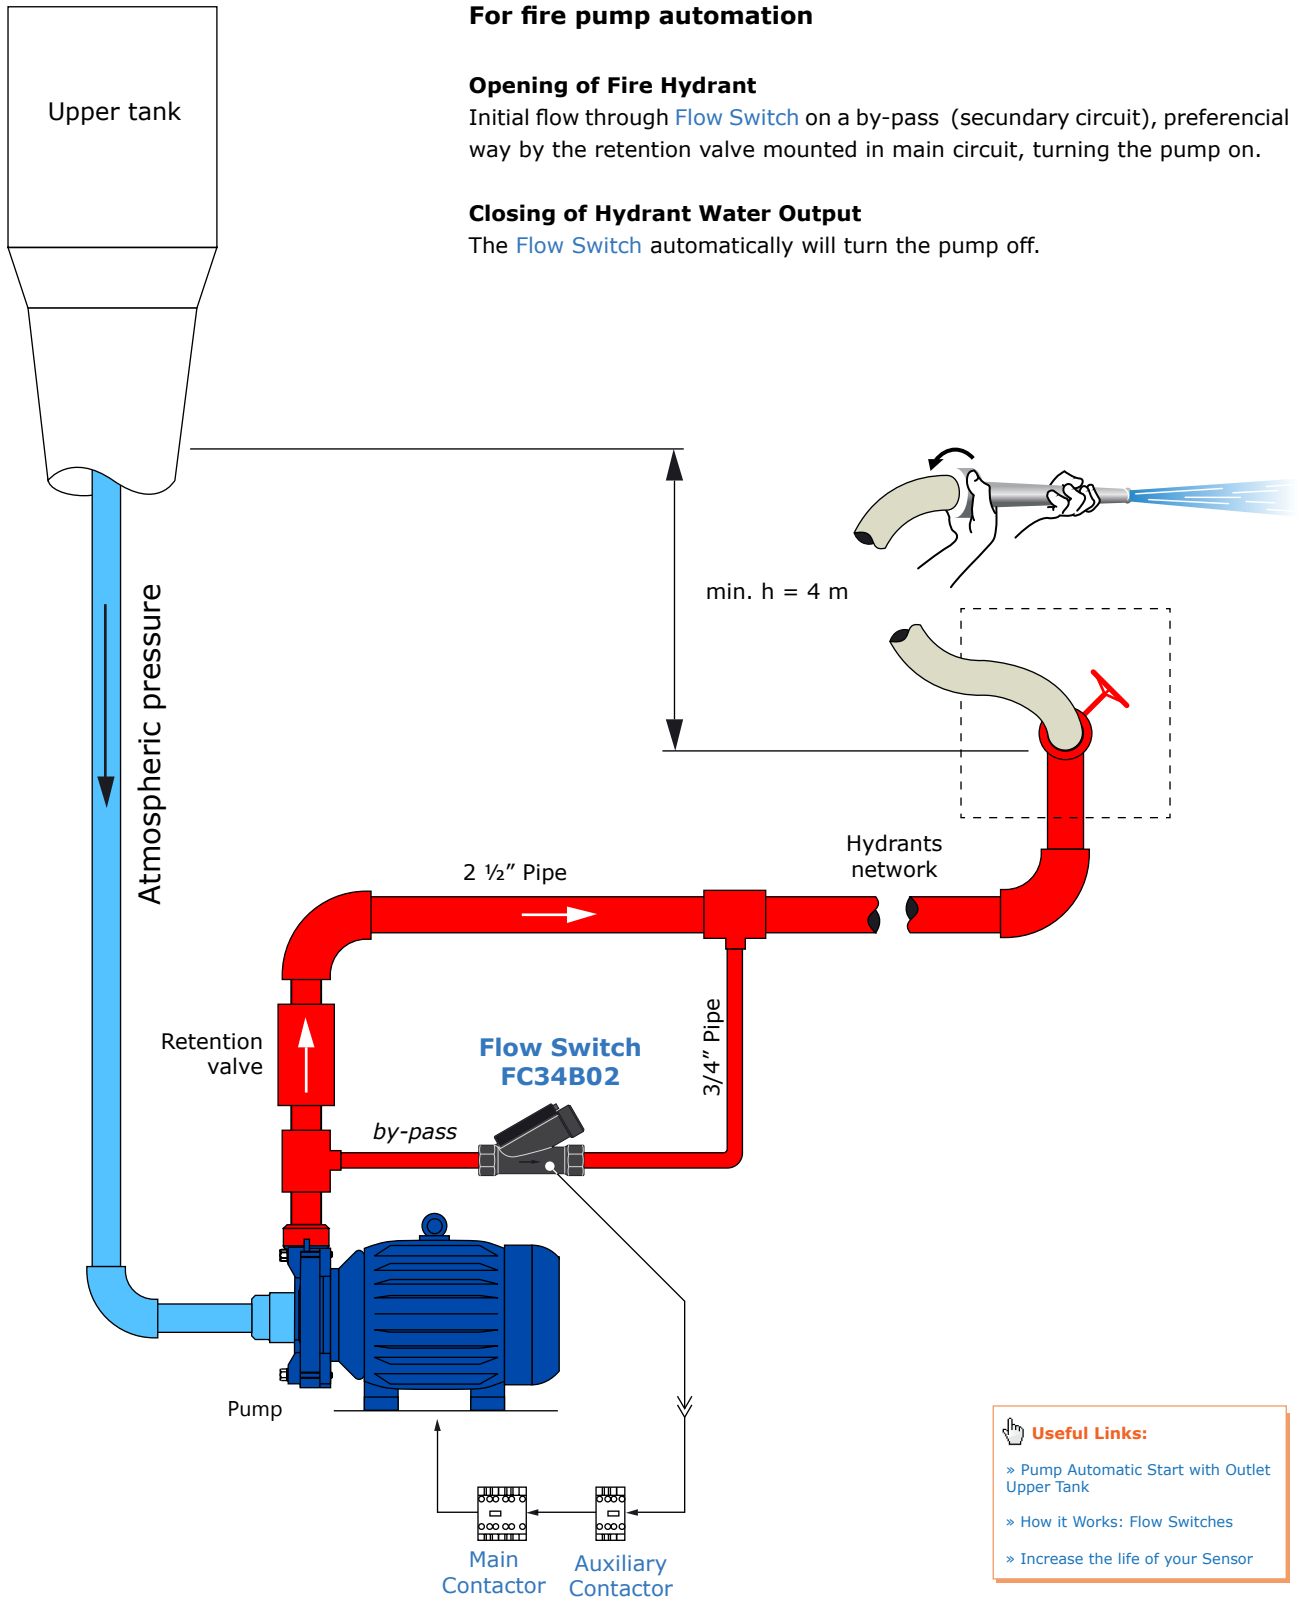 For fire pump automation
Opening of Fire Hydrant
Initial flow through Flow Switch on a by-pass (secundary circuit), preferencial
way by the retention valve mounted in main circuit, turning the pump on.
Closing of Hydrant Water Output
The Flow Switch automatically will turn the pump off.
Upper tank
min. h = 4 m
Atmospheric pressure
Hydrants
network
2 ½” Pipe
Retention
valve
Flow Switch
FC34B02
3/4” Pipe
by-pass
Pump
Main
Contactor
Auxiliary
Contactor
Useful Links:
» Pump Automatic Start with Outlet
Upper Tank
» How it Works: Flow Switches
» Increase the life of your Sensor